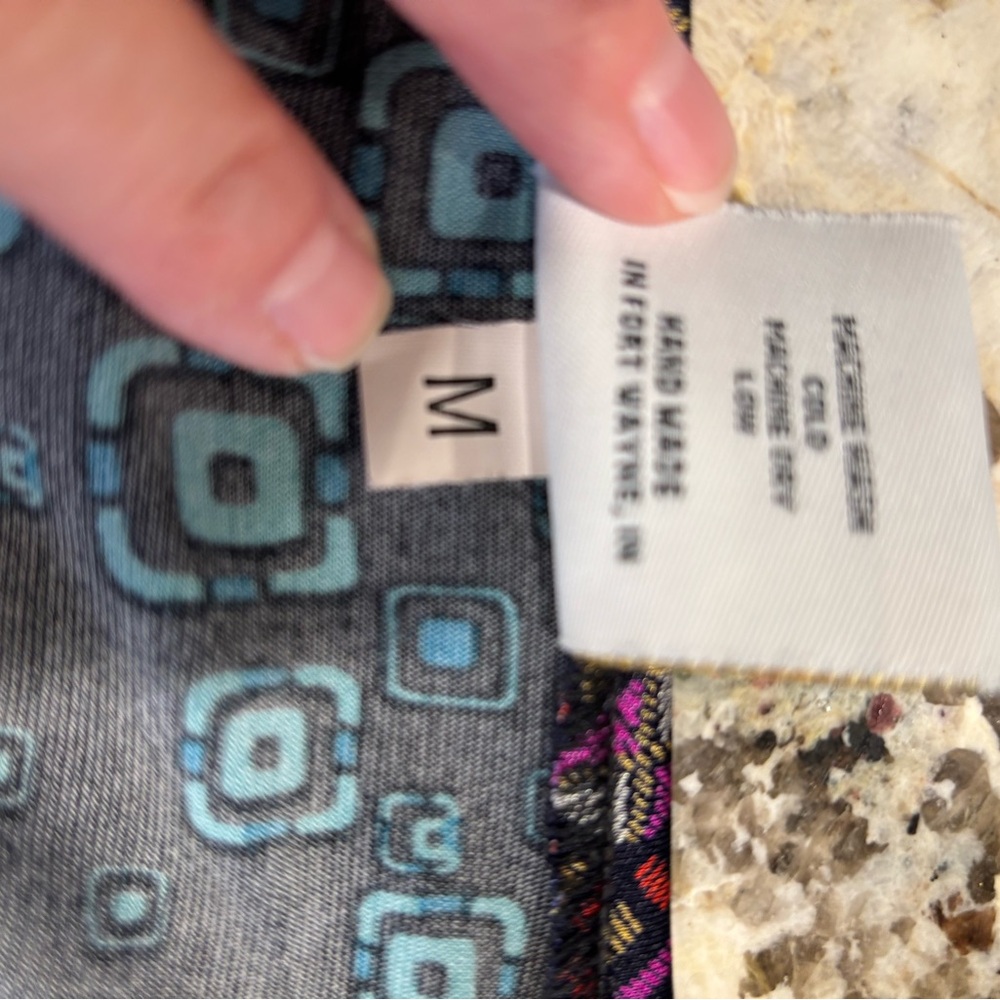 M
MACHINE WASH
COLD
MACHINE DRY
LOW
HAND MADE
IN FORT WAYNE, IN